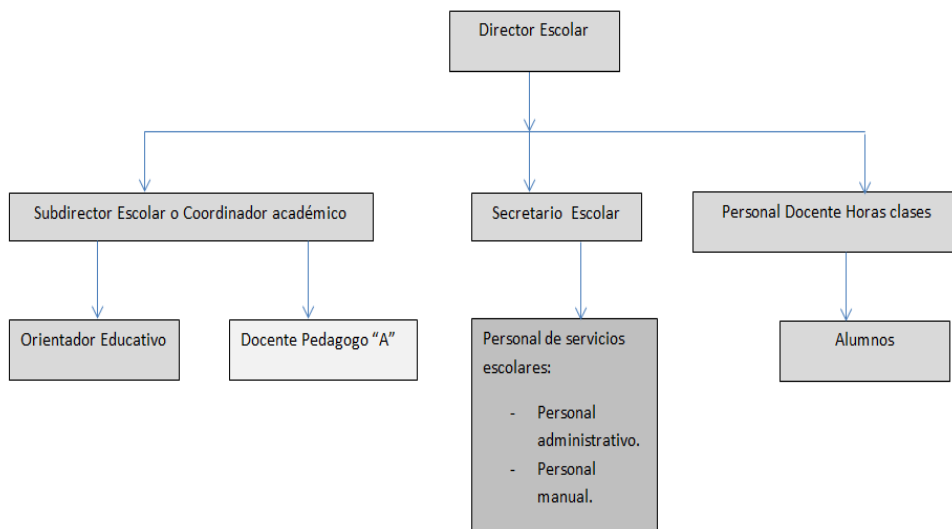 Director Escolar
Subdirector Escolar o Coordinador académico
Secretario Escolar
Personal Docente Horas clases
Orientador Educativo
Docente Pedagogo “A”
Personal de servicios
escolares:
- Personal
administrativo.
- Personal
manual.
Alumnos